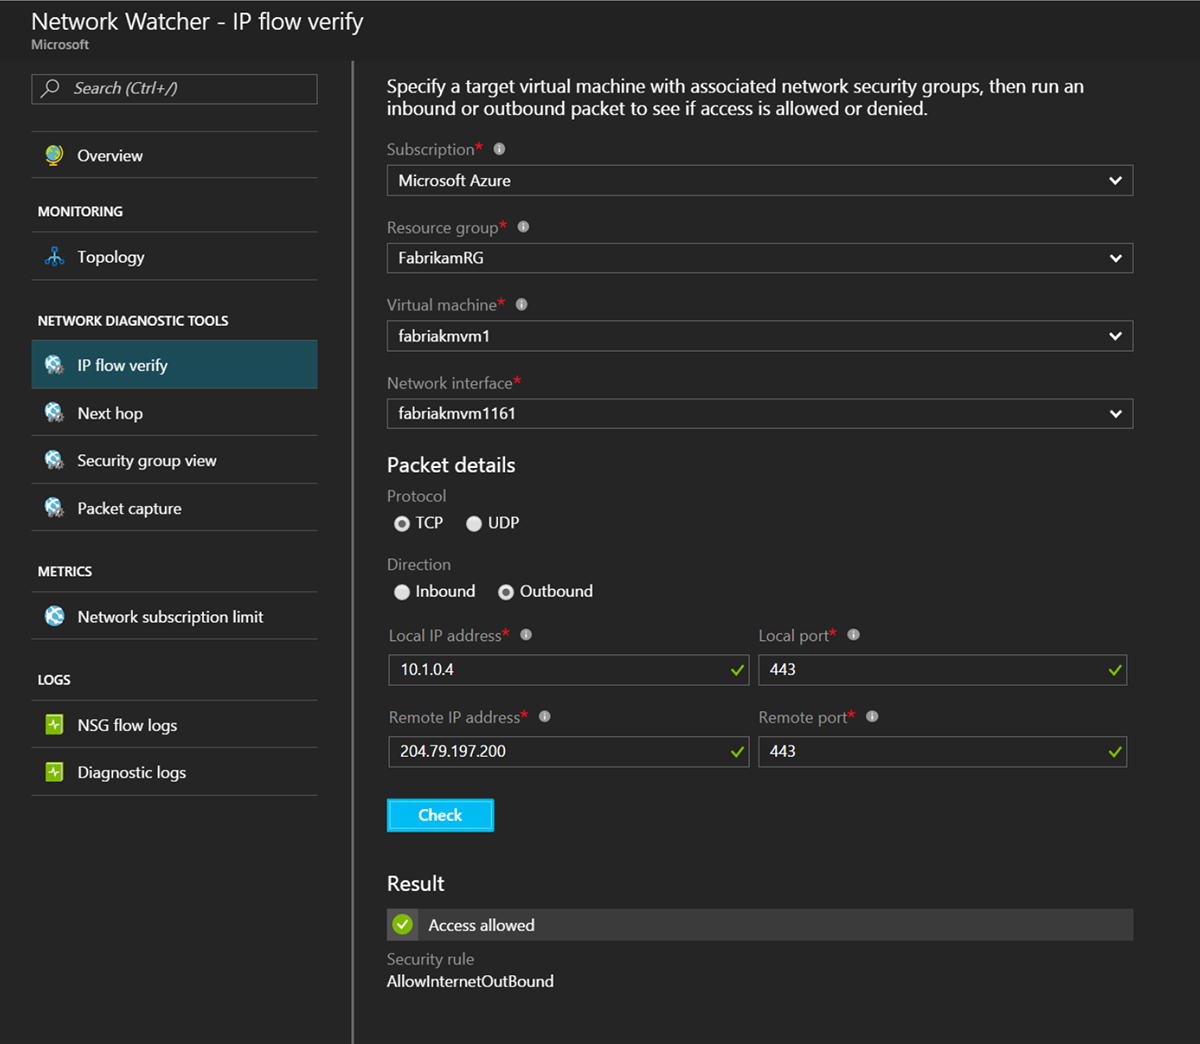 Network Watcher - IP flow verify
Microsoft
Search (Ctrl+/)
Overview
MONITORING
Topology
NETWORK DIAGNOSTIC TOOLS
IP flow verify
Next hop
Security group view
Packet capture
METRICS
Network subscription limit
LOGS
NSG flow logs
Diagnostic logs
Specify a target virtual machine with associated network security groups, then run an
inbound or outbound packet to see if access is allowed or denied.
Subscription*
Microsoft Azure
Resource group*
FabrikamRG
Virtual machine*
fabriakmvm1
Network interface*
fabriakmvm1161
Packet details
Protocol
TCP UDP
Direction
Inbound Outbound
Local IP address* Local port*
10.1.0.4 443
Remote IP address* Remote port*
204.79.197.200 443
Check
Result
Access allowed
Security rule
AllowInternetOutBound